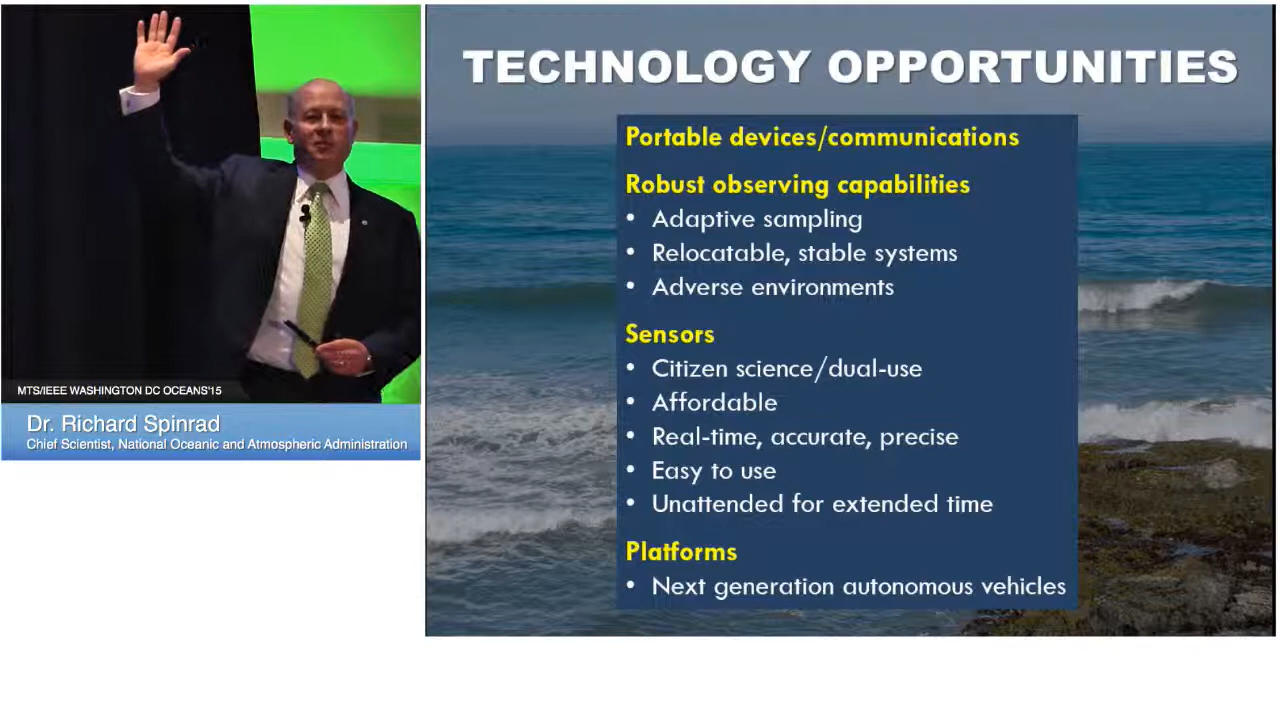 MTS/IEEE WASHINGTON DC OCEANS'15
Dr. Richard Spinrad
Chief Scientist, National Oceanic and Atmospheric Administration
TECHNOLOGY OPPORTUNITIES
Portable devices/communications
Robust observing capabilities
• Adaptive sampling
• Relocatable, stable systems
• Adverse environments
Sensors
• Citizen science/dual-use
• Affordable
• Real-time, accurate, precise
• Easy to use
• Unattended for extended time
Platforms
• Next generation autonomous vehicles